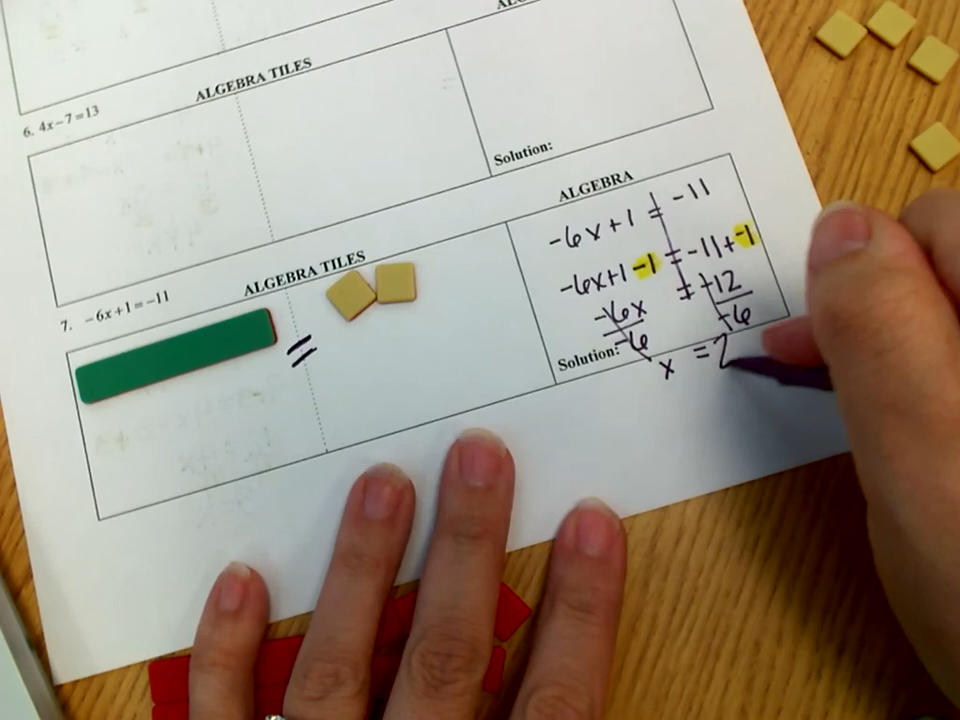 ALGEBRA TILES
6. 4x – 7 = 13
Solution:
ALGEBRA TILES
ALGEBRA
7. –6x + 1 = –11
=
-6x+1 = -11
-6x+1 -1 = -11+ -1
-6x = -12
-6 -6
Solution:
x = 2